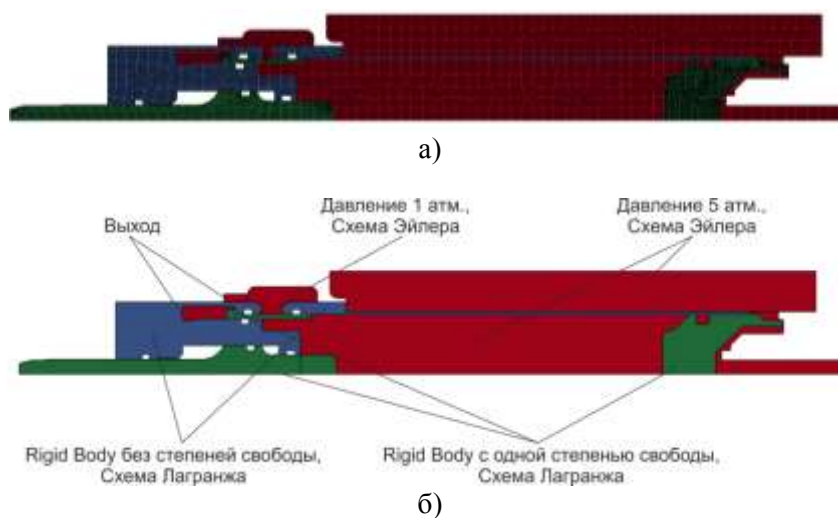 а)
Выход
Давление 1 атм.,
Схема Эйлера
Давление 5 атм.,
Схема Эйлера
Rigid Body без степеней свободы,
Схема Лагранжа
Rigid Body с одной степенью свободы,
Схема Лагранжа
б)